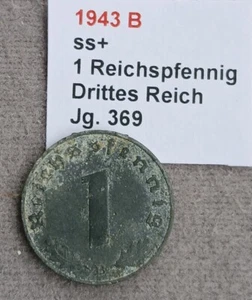 1943 B
ss+
1 Reichspfennig
Drittes Reich
Jg. 369
Reichspfennig
1